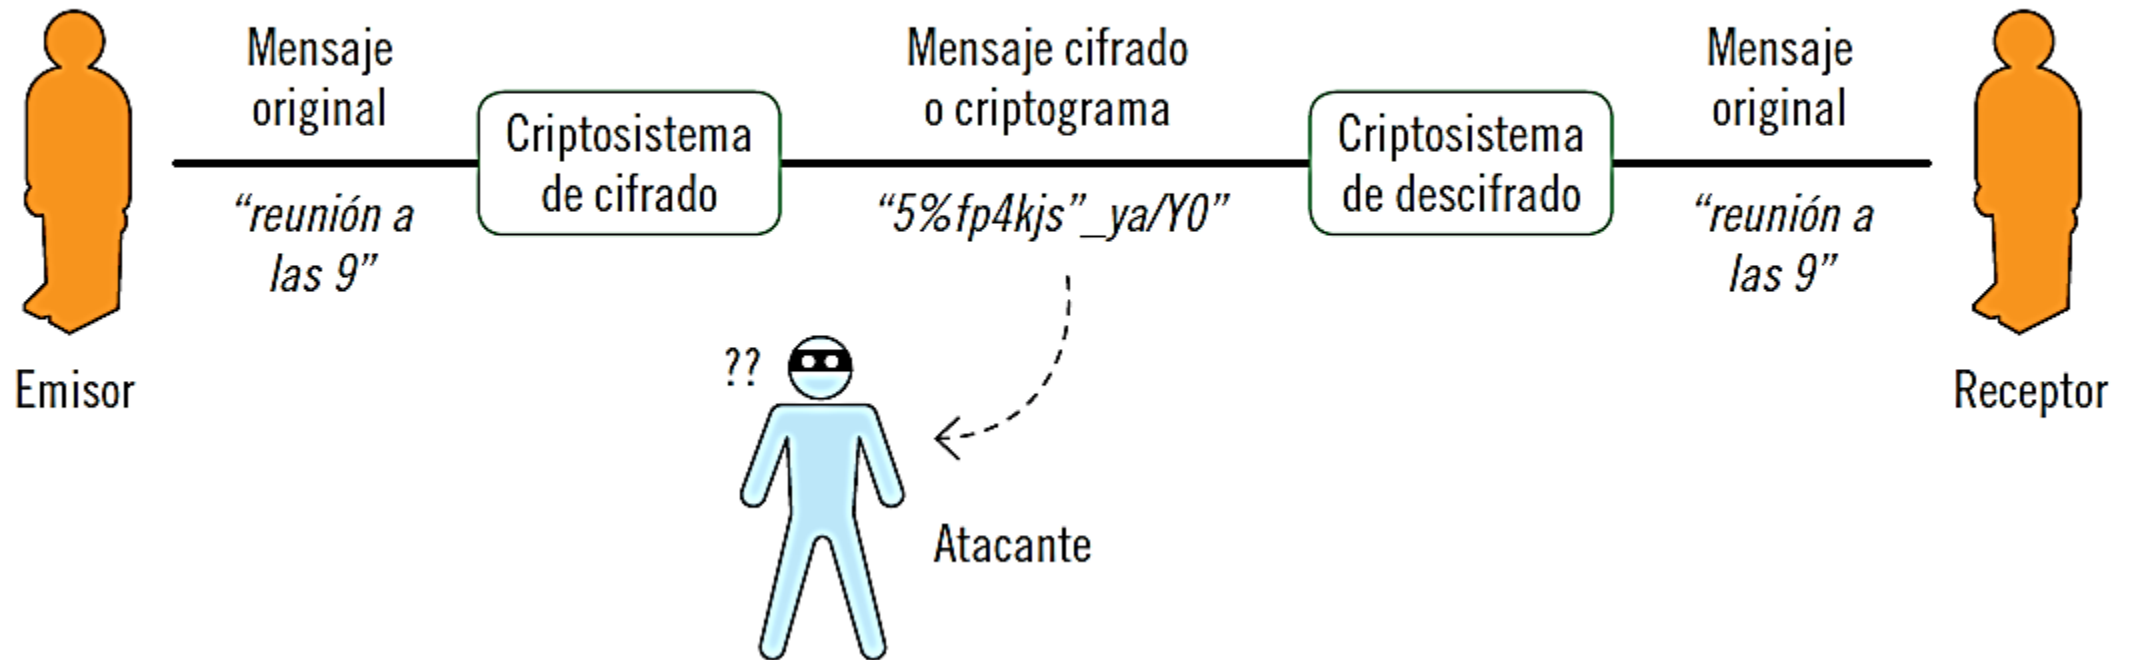 Mensaje
original
Mensaje cifrado
o criptograma
Mensaje
original
Criptosistema
de cifrado
Criptosistema
de descifrado
“reunión a
las 9”
“5%fp4kjs”_ya/Y0”
“reunión a
las 9”
??
Emisor
Receptor
Atacante